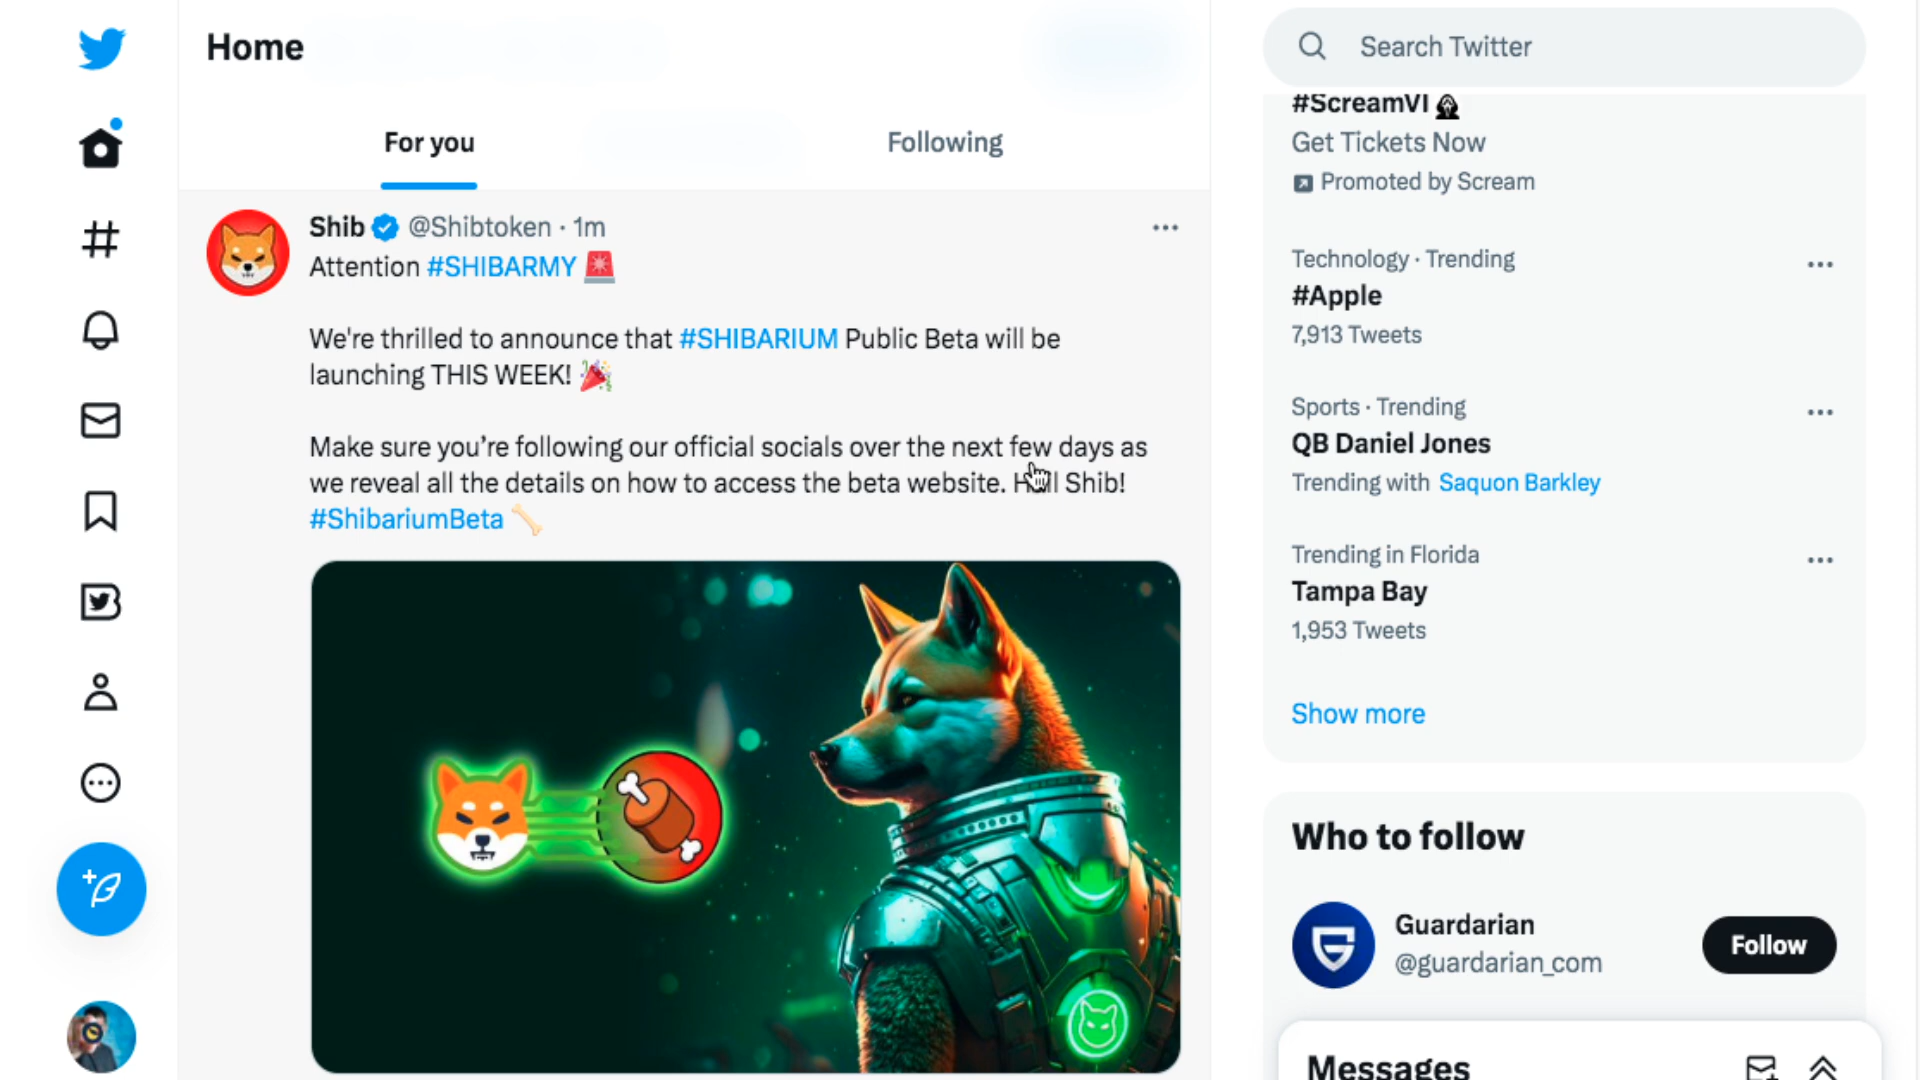 Home
For you
Following
Shib @Shibtoken · 1m
Attention #SHIBARMY 🚨
We're thrilled to announce that #SHIBARIUM Public Beta will be
launching THIS WEEK! 🎉
Make sure you’re following our official socials over the next few days as
we reveal all the details on how to access the beta website. Shib!
#ShibariumBeta 🦴
Search Twitter
#ScreamVI
Get Tickets Now
Promoted by Scream
Technology · Trending
#Apple
7,913 Tweets
Sports · Trending
QB Daniel Jones
Trending with Saquon Barkley
Trending in Florida
Tampa Bay
1,953 Tweets
Show more
Who to follow
Guardarian
@guardarian_com
Follow
Messages